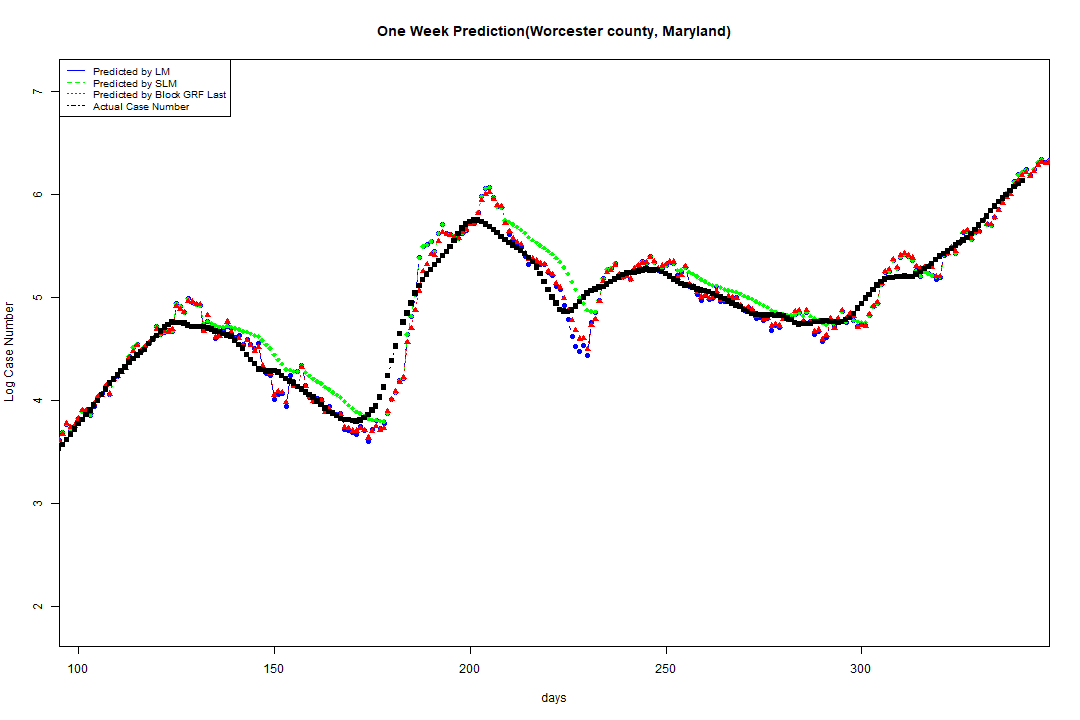 One Week Prediction(Worcester county, Maryland)
Predicted by LM
Predicted by SLM
Predicted by Block GRF Last
Actual Case Number
7
6
5
4
3
2
Log Case Number
100 150 200 250 300
days